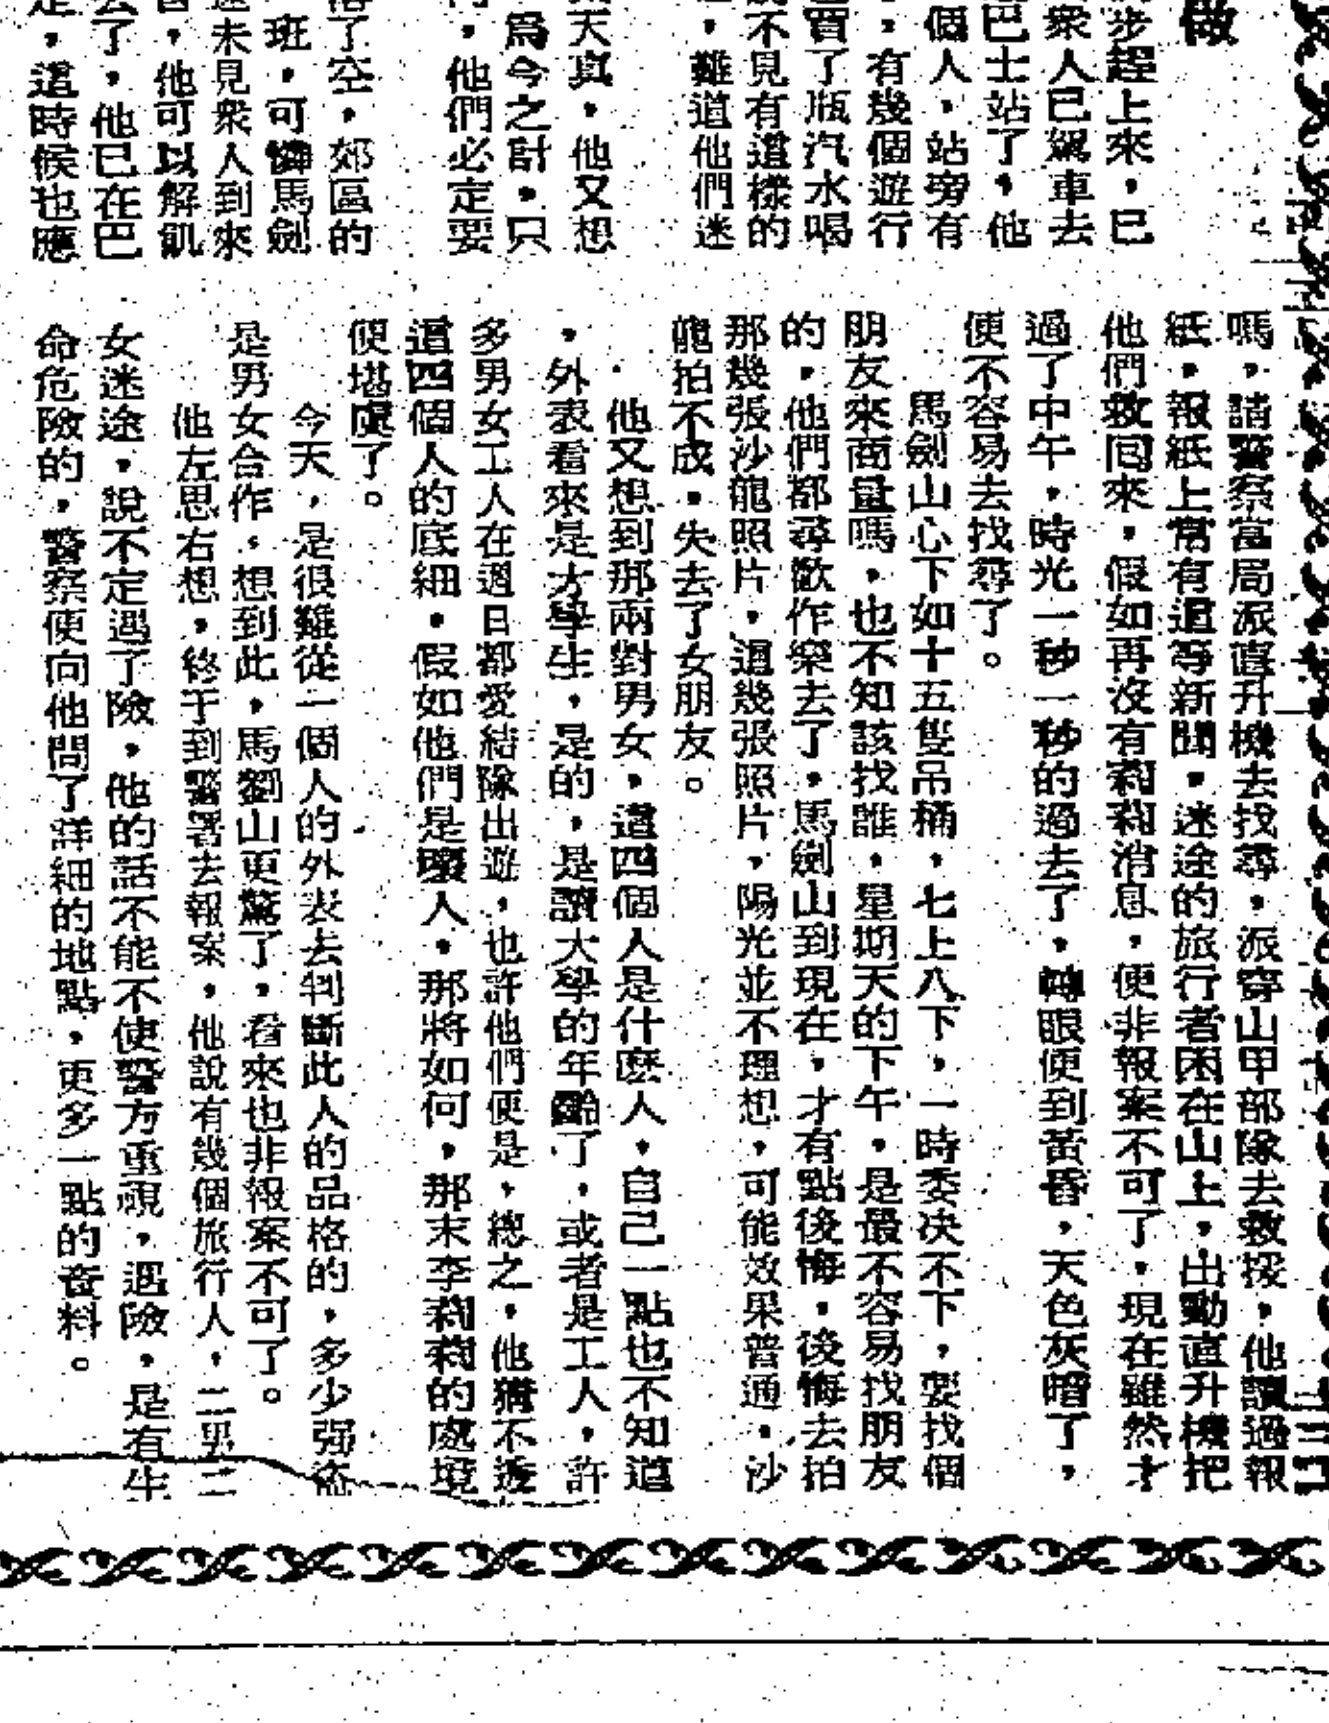 做
步趕上來，已
衆人已駕車去
巴士站了，他
個人，站旁有
，有幾個遊行
買了瓶汽水喝
不見有這樣的
，難道他們迷
天真，他又想
爲今之計，只
，他們必定要
了空，郊區的
班，可憐馬劍
未見衆人到來
，他可以解飢
了，他已在巴
，這時候也應
嗎，請警察當局派直升機去找尋，派穿山甲部隊去救援，他讀過報
紙，報紙上常有這等新聞，迷途的旅行者困在山上，出動直升機把
他們救囘來，假如再沒有莉莉消息，便非報案不可了，現在雖然才
過了中午，時光一秒一秒的過去了，轉眼便到黃昏，天色灰暗了，
便不容易去找尋了。
馬劍山心下如十五隻吊桶，七上八下，一時委決不下，要找個
朋友來商量嗎，也不知該找誰，星期天的下午，是最不容易找朋友
的，他們都尋歡作樂去了，馬劍山到現在，才有點後悔，後悔去拍
那幾張沙龍照片，這幾張照片，陽光並不理想，可能效果普通，沙
龍拍不成，失去了女朋友。
他又想到那兩對男女，這四個人是什麽人，自己一點也不知道
，外表看來是大學生，是的，是讀大學的年齡了，或者是工人，許
多男女工人在週日都愛結隊出遊，也許他們便是，總之，他猜不透
這四個人的底細，假如他們是壞人，那將如何，那末李莉莉的處境
便堪虞了。
今天，是很難從一個人的外表去判斷此人的品格的，多少强盗
是男女合作，想到此，馬劍山更驚了，看來也非報案不可了。
他左思右想，終于到警署去報案，他說有幾個旅行人，二男二
女迷途，說不定遇了險，他的話不能不使警方重視，遇險，是有生
命危險的，警察便向他問了詳細的地點，更多一點的資料。